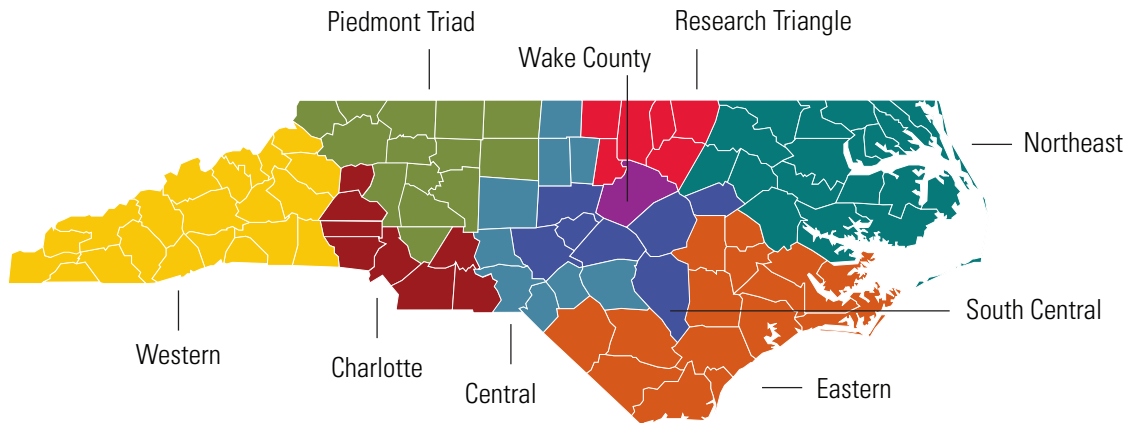 Piedmont Triad
Research Triangle
Wake County
Northeast
South Central
Western
Charlotte
Central
Eastern